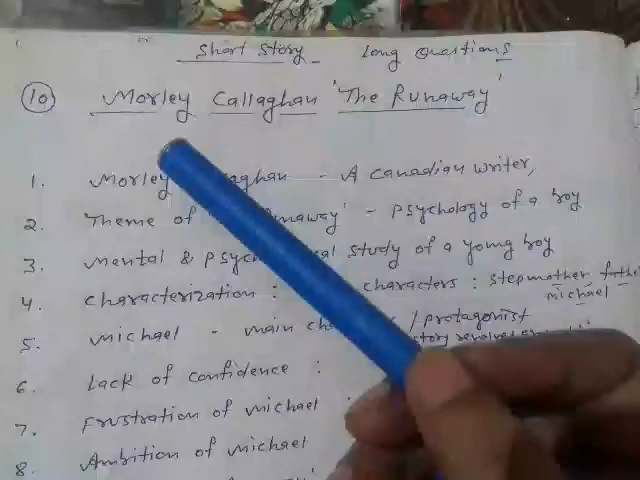 Short Story Long Questions
10 Morley Callaghan 'The Runaway'
1. Morley - A Canadian writer,
2. Theme of - Psychology of a boy
3. Mental & study of a young boy
4. Characterization : characters : stepmother, father
michael
5. Michael - main / protagonist
story revolves
6. Lack of confidence :
7. Frustration of michael
8. Ambition of michael